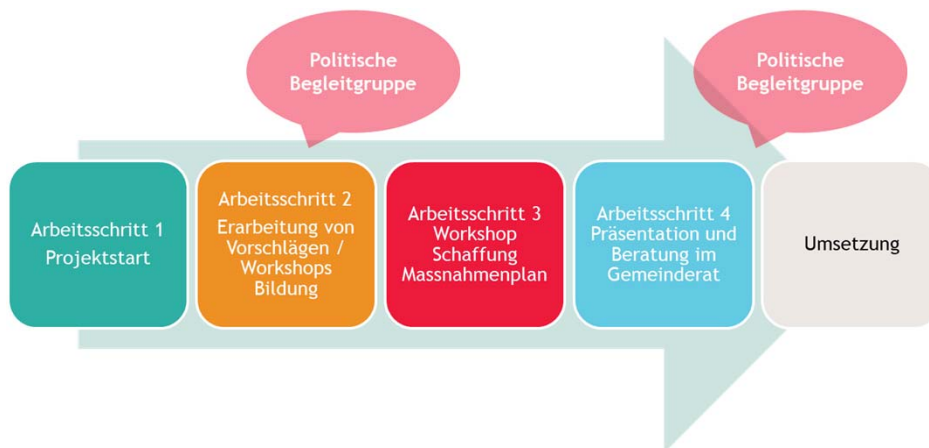 Politische
Begleitgruppe
Politische
Begleitgruppe
Arbeitsschritt 1
Projektstart
Arbeitsschritt 2
Erarbeitung von
Vorschlägen /
Workshops
Bildung
Arbeitsschritt 3
Workshop
Schaffung
Massnahmenplan
Arbeitsschritt 4
Präsentation und
Beratung im
Gemeinderat
Umsetzung